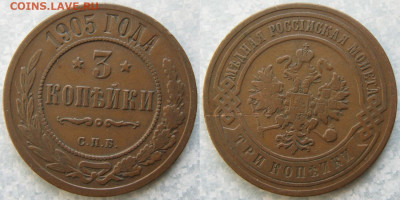 COINS.LAVE.RU
1905 ГОДА
* 3 *
КОПѢЙКИ
С.П.Б.
МѢДНАЯ РОССІЙСКАЯ МОНЕТА
ТРИ КОПѢЙКИ